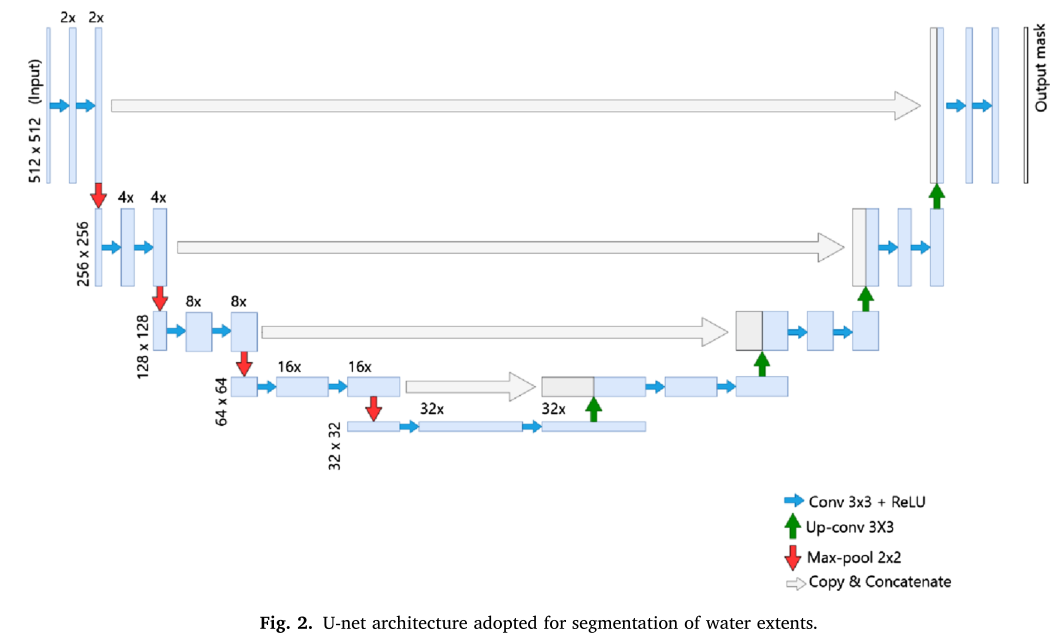 2x 2x
512 x 512 (Input)
Output mask
4x 4x
256 x 256
8x 8x
128 x 128
16x 16x
64 x 64
32x 32x
32 x 32
Conv 3x3 + ReLU
Up-conv 3X3
Max-pool 2x2
Copy & Concatenate
Fig. 2. U-net architecture adopted for segmentation of water extents.